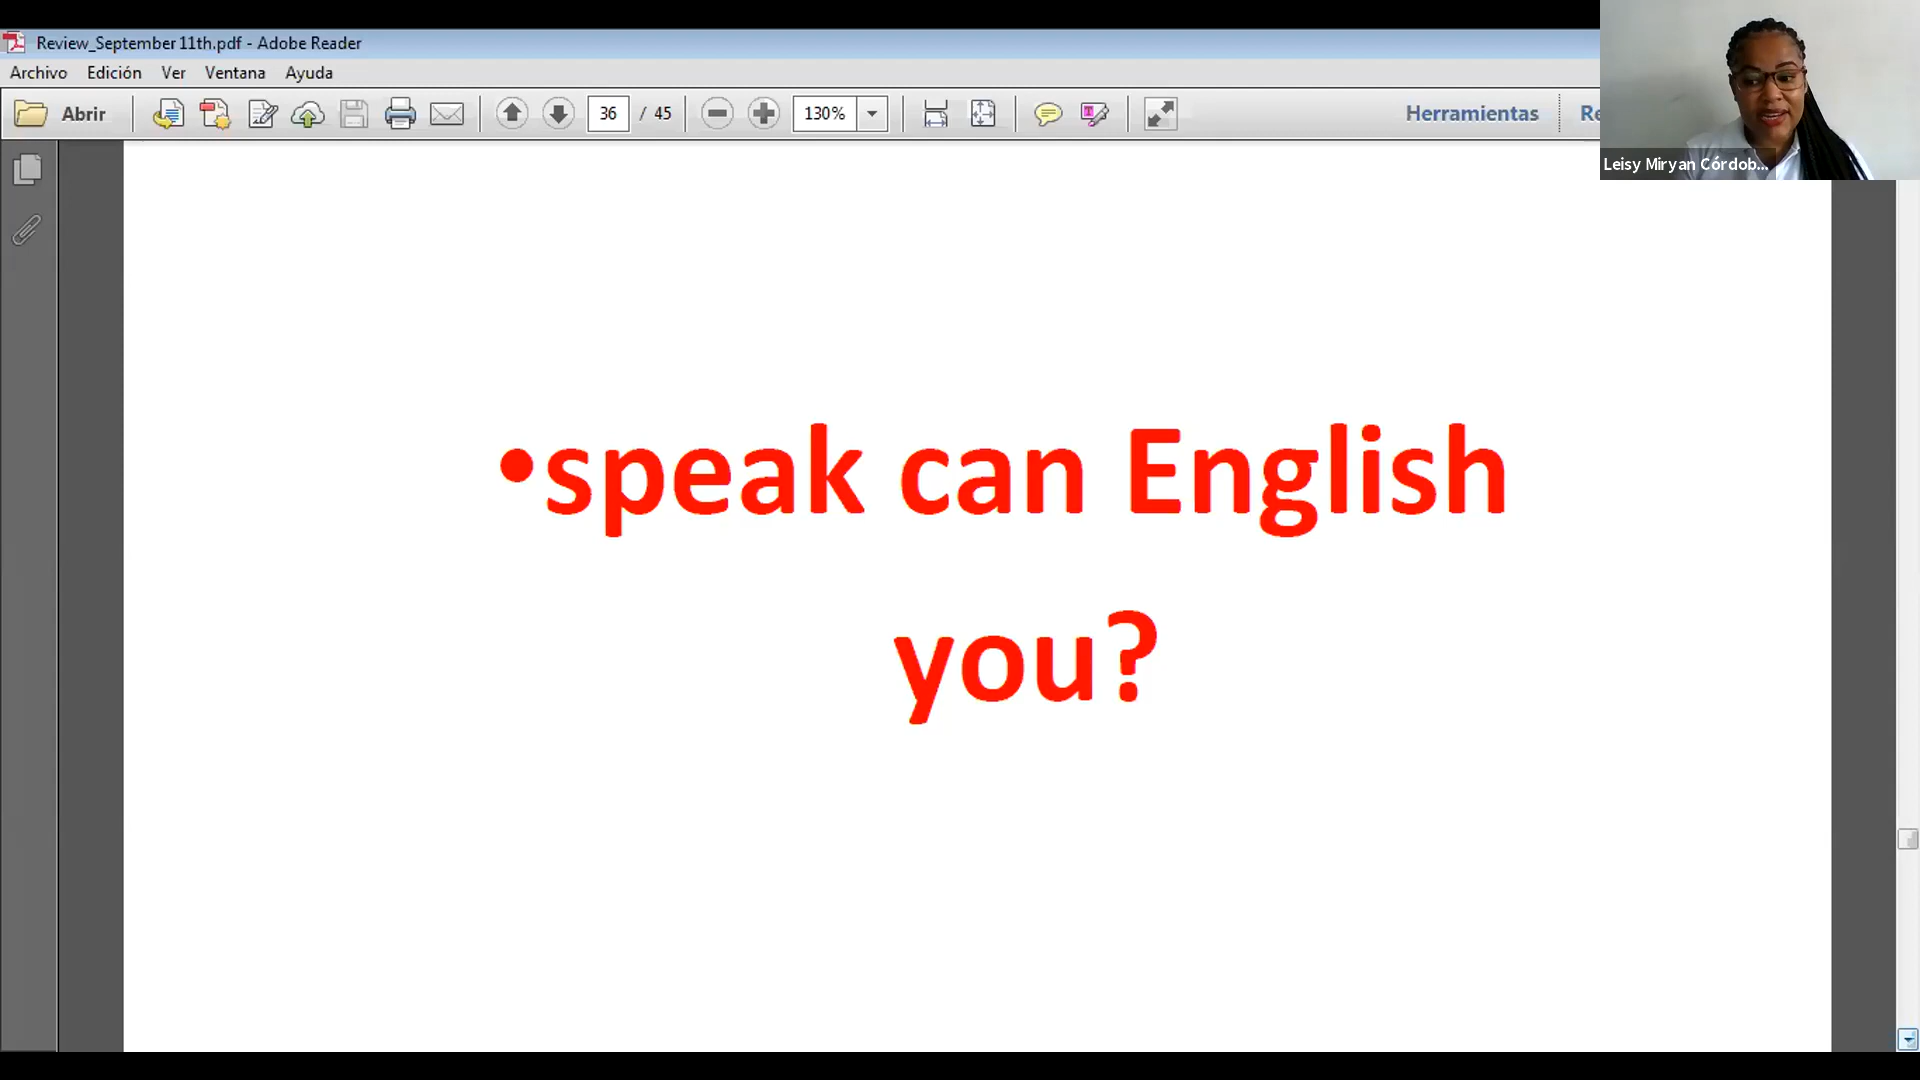 Review_September 11th.pdf - Adobe Reader
Archivo Edición Ver Ventana Ayuda
Abrir 36 / 45 130% Herramientas
Leisy Miryan Córdob...
•speak can English
you?